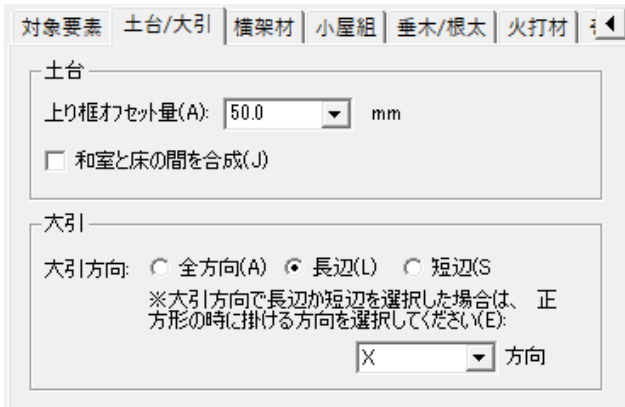 対象要素 土台/大引 横架材 小屋組 垂木/根太 火打材
土台
上り框オフセット量(A): 50.0 mm
和室と床の間を合成(J)
大引
大引方向: 全方向(A) 長辺(L) 短辺(S
※大引方向で長辺か短辺を選択した場合は、 正
方形の時に掛ける方向を選択してください(E):
X 方向